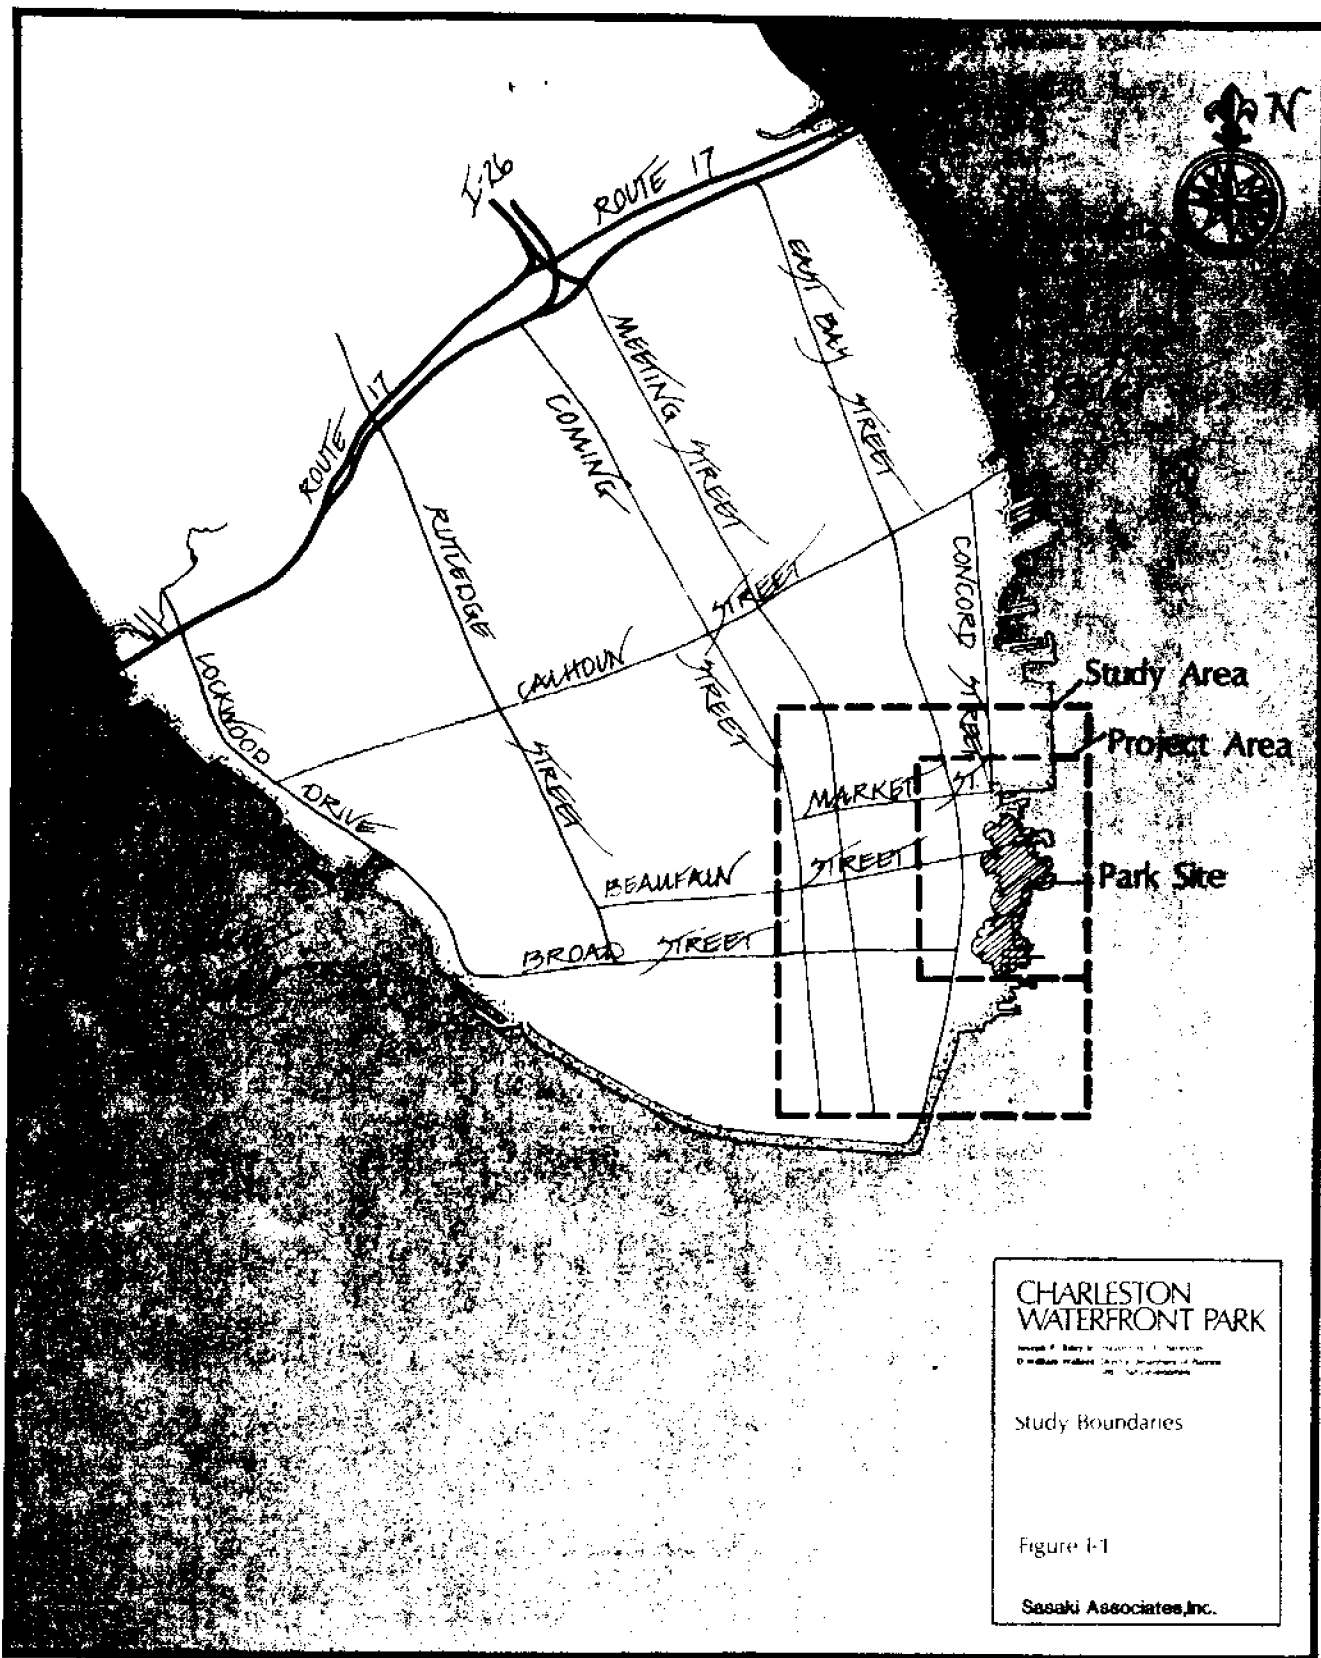 N
I-26
ROUTE 17
EAST BAY STREET
MEETING STREET
COMING STREET
ROUTE 17
RUTLEDGE STREET
CONCORD STREET
CALHOUN STREET
LOCKWOOD DRIVE
Study Area
Project Area
MARKET ST.
BEAUFAIN STREET
Park Site
BROAD STREET
CHARLESTON
WATERFRONT PARK
Study Boundaries
Figure I-1
Sasaki Associates, Inc.